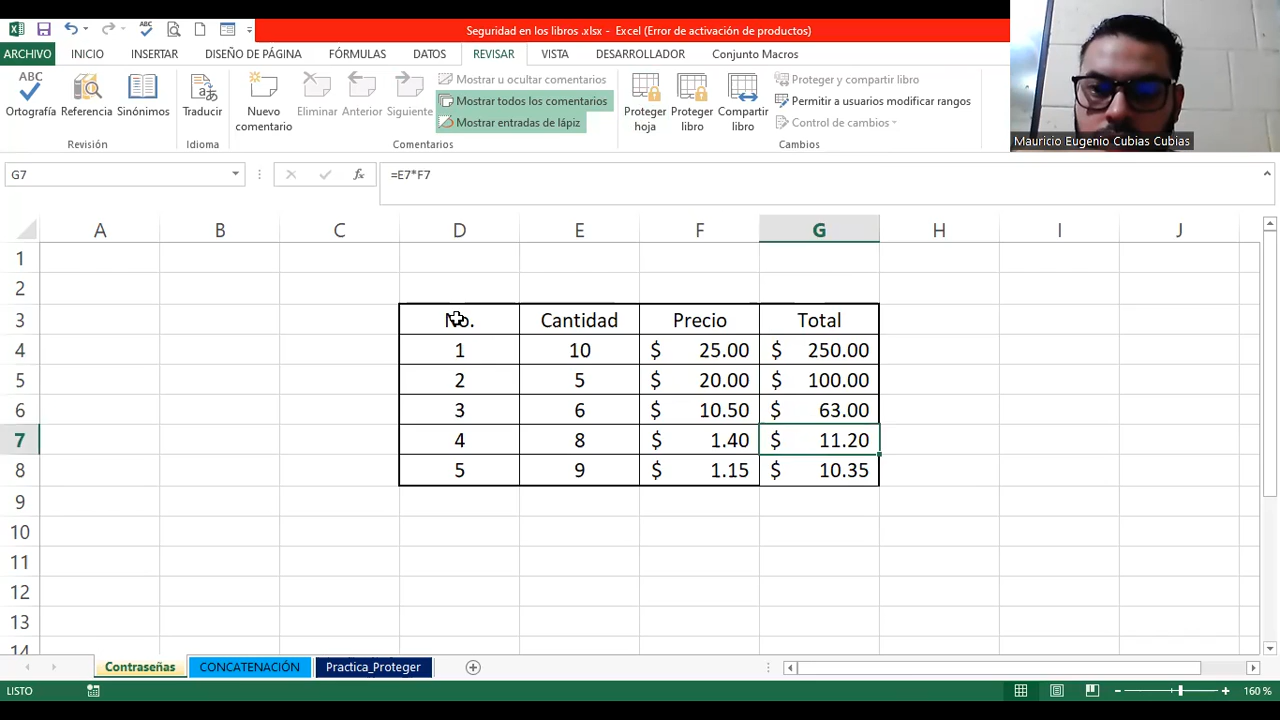 Seguridad en los libros .xlsx - Excel (Error de activación de productos)
ARCHIVO INICIO INSERTAR DISEÑO DE PÁGINA FÓRMULAS DATOS REVISAR VISTA DESARROLLADOR Conjunto Macros
ABC
Ortografía
Referencia
Sinónimos
Revisión
Traducir
Idioma
Nuevo comentario
Eliminar
Anterior
Siguiente
Mostrar u ocultar comentarios
Mostrar todos los comentarios
Mostrar entradas de lápiz
Comentarios
Proteger hoja
Proteger libro
Compartir libro
Proteger y compartir libro
Permitir a usuarios modificar rangos
Control de cambios
Cambios
Mauricio Eugenio Cubias Cubias
G7 fx =E7*F7
A B C D E F G H I J
1
2
3 No. Cantidad Precio Total
4 1 10 $ 25.00 $ 250.00
5 2 5 $ 20.00 $ 100.00
6 3 6 $ 10.50 $ 63.00
7 4 8 $ 1.40 $ 11.20
8 5 9 $ 1.15 $ 10.35
9
10
11
12
13
14
Contraseñas CONCATENACIÓN Practica_Proteger
LISTO 160 %